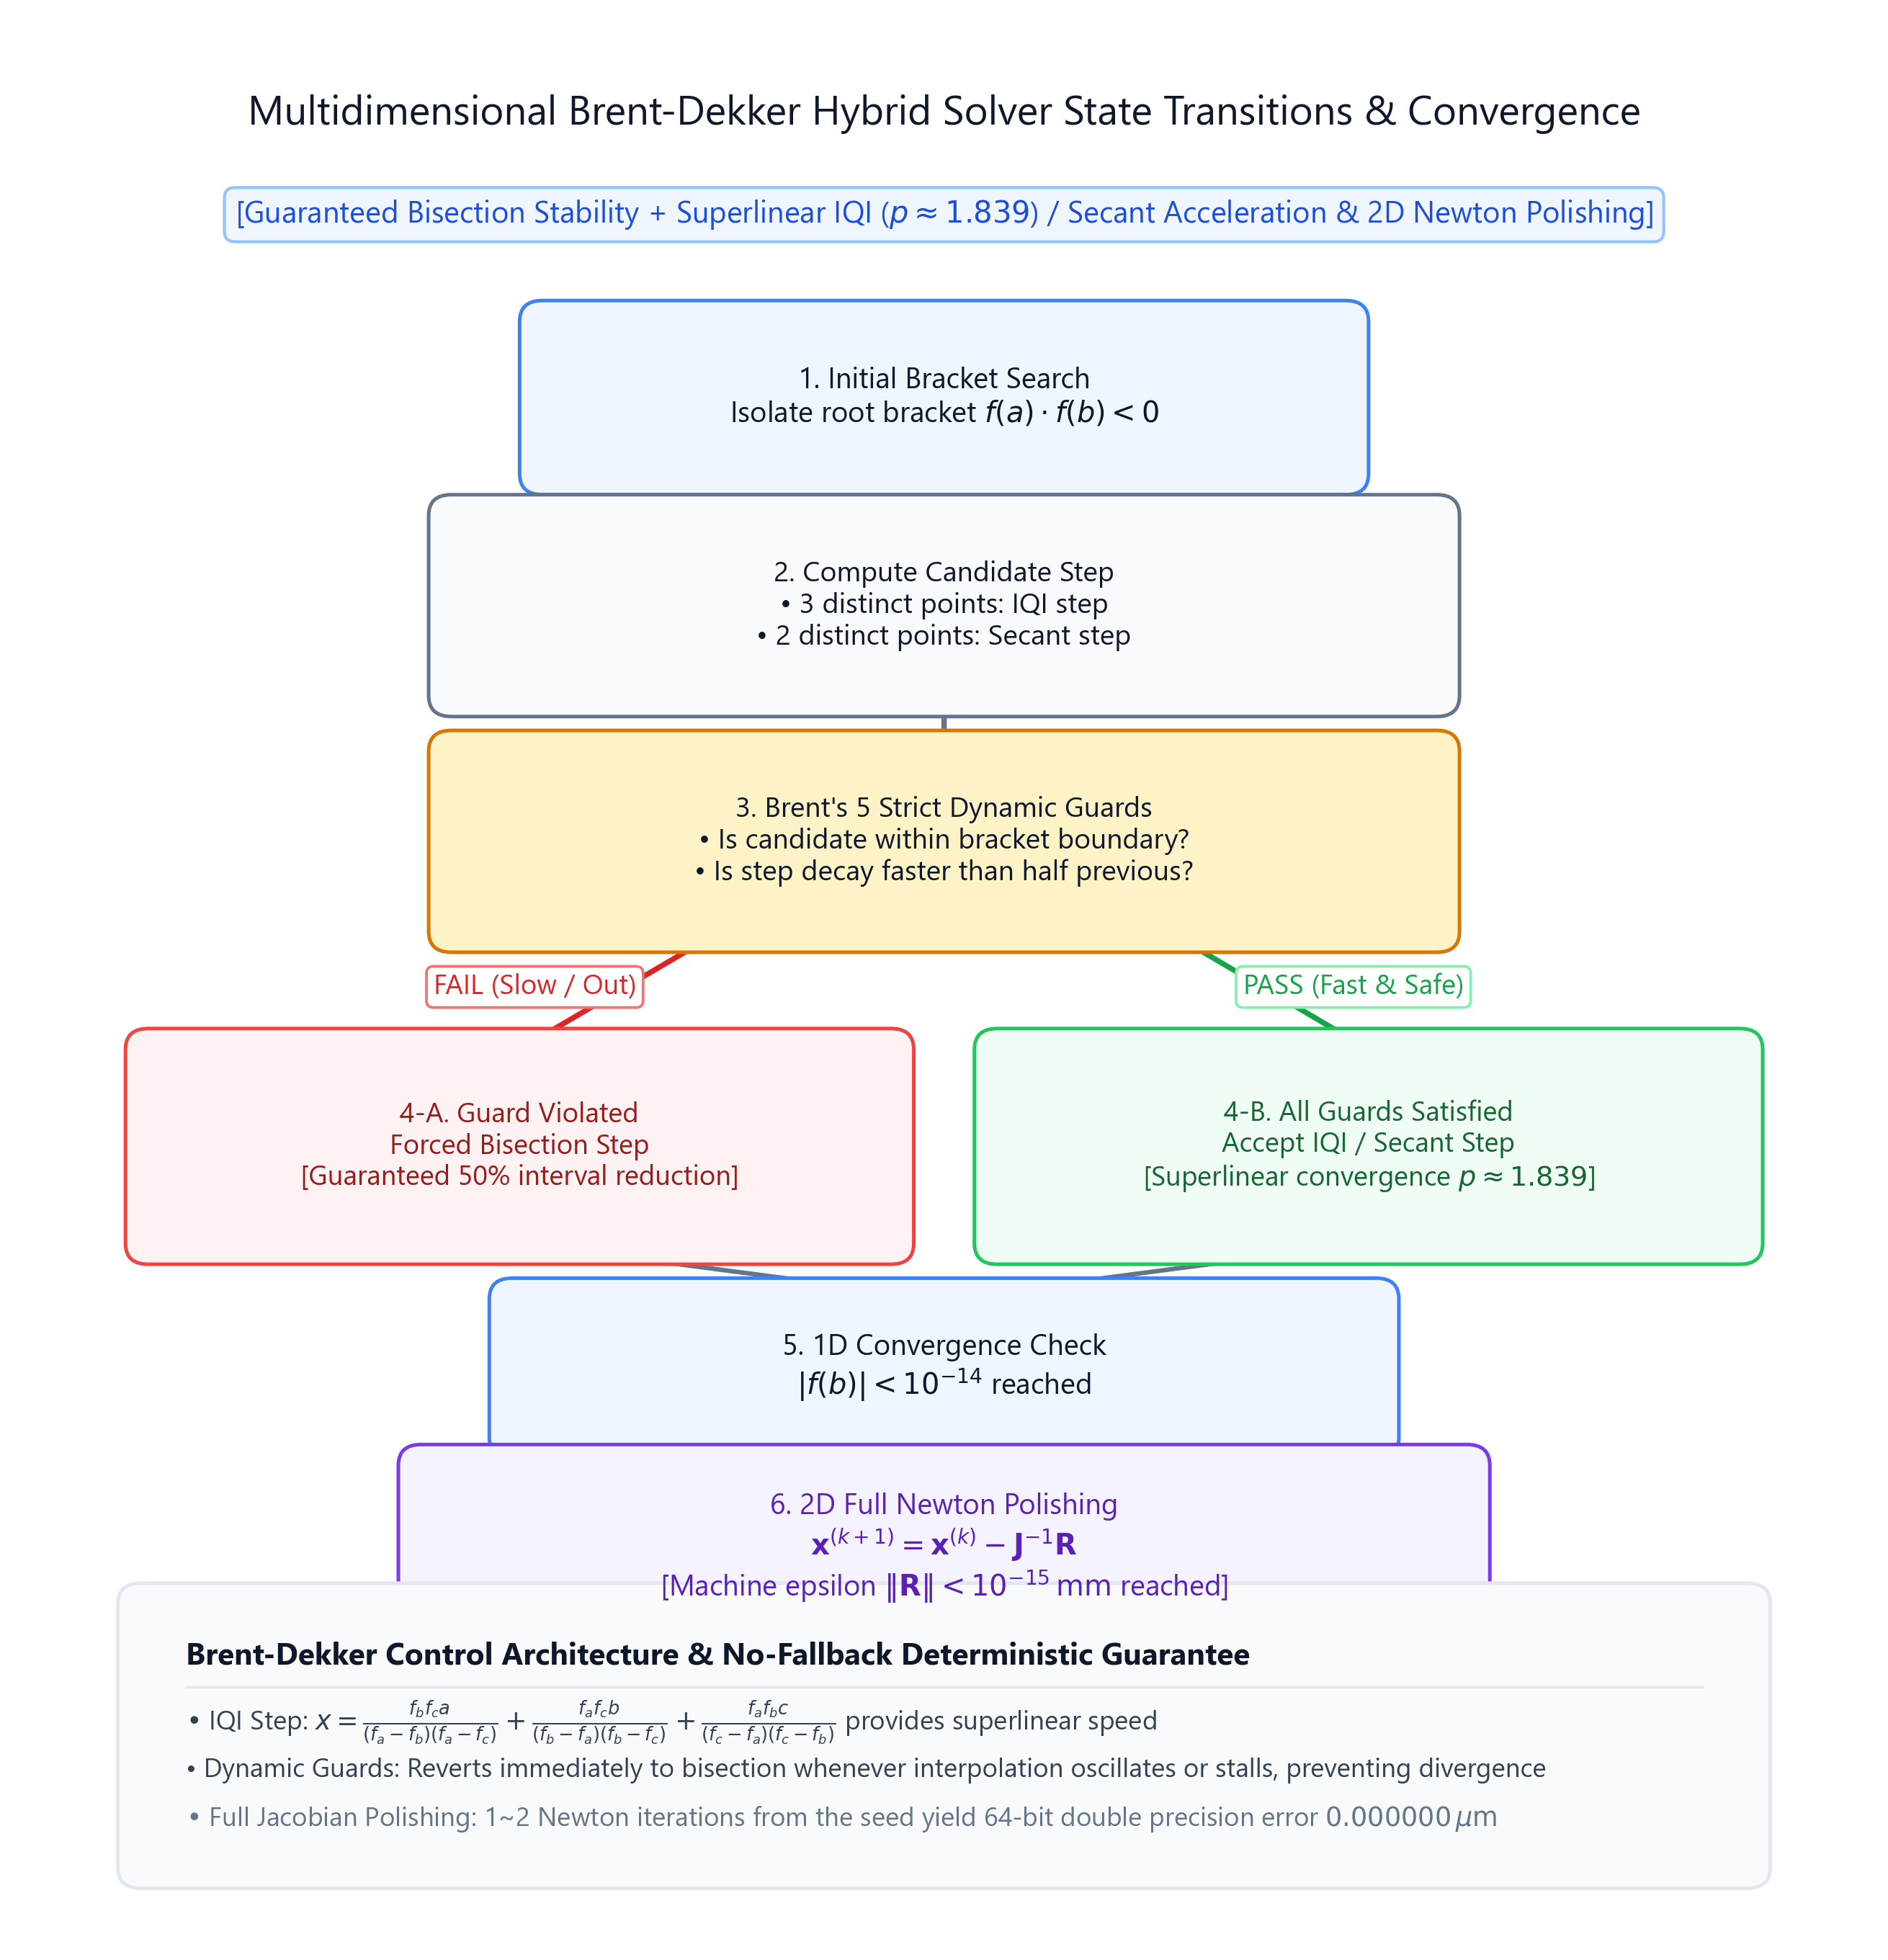 Multidimensional Brent-Dekker Hybrid Solver State Transitions & Convergence
[Guaranteed Bisection Stability + Superlinear IQI (p ≈ 1.839) / Secant Acceleration & 2D Newton Polishing]
1. Initial Bracket Search
Isolate root bracket f(a) · f(b) < 0
2. Compute Candidate Step
• 3 distinct points: IQI step
• 2 distinct points: Secant step
3. Brent's 5 Strict Dynamic Guards
• Is candidate within bracket boundary?
• Is step decay faster than half previous?
FAIL (Slow / Out)
PASS (Fast & Safe)
4-A. Guard Violated
Forced Bisection Step
[Guaranteed 50% interval reduction]
4-B. All Guards Satisfied
Accept IQI / Secant Step
[Superlinear convergence p ≈ 1.839]
5. 1D Convergence Check
|f(b)| < 10⁻¹⁴ reached
6. 2D Full Newton Polishing
𝐱⁽ᵏ⁺¹⁾ = 𝐱⁽ᵏ⁾ − 𝐉⁻¹𝐑
[Machine epsilon ‖𝐑‖ < 10⁻¹⁵ mm reached]
Brent-Dekker Control Architecture & No-Fallback Deterministic Guarantee
• IQI Step: x = f_b f_c a / ((f_a − f_b)(f_a − f_c)) + f_a f_c b / ((f_b − f_a)(f_b − f_c)) + f_a f_b c / ((f_c − f_a)(f_c − f_b)) provides superlinear speed
• Dynamic Guards: Reverts immediately to bisection whenever interpolation oscillates or stalls, preventing divergence
• Full Jacobian Polishing: 1~2 Newton iterations from the seed yield 64-bit double precision error 0.000000 μm